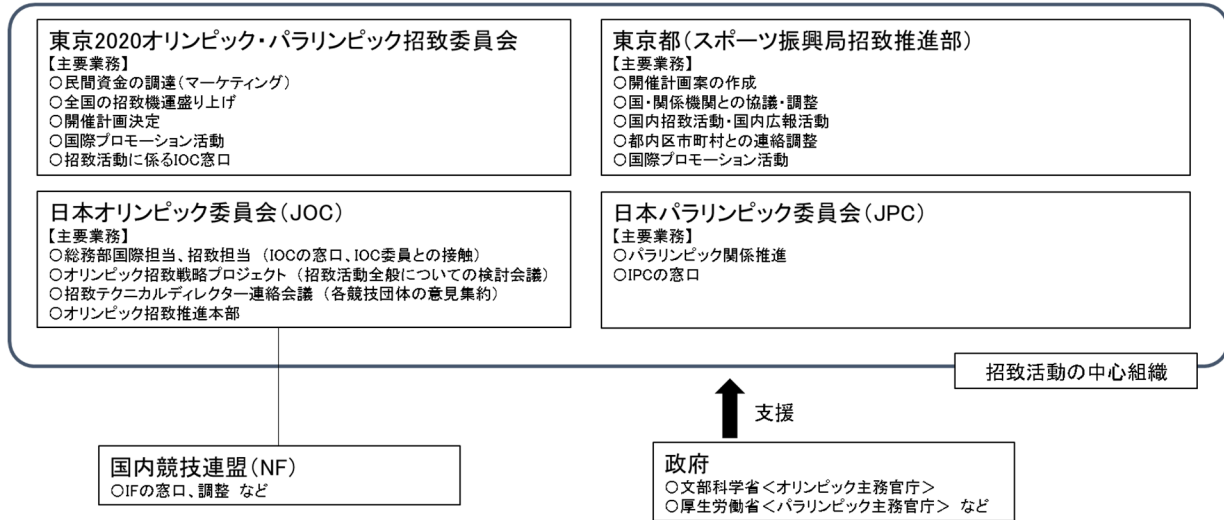 東京2020オリンピック・パラリンピック招致委員会
【主要業務】
○民間資金の調達(マーケティング)
○全国の招致機運盛り上げ
○開催計画決定
○国際プロモーション活動
○招致活動に係るIOC窓口
東京都(スポーツ振興局招致推進部)
【主要業務】
○開催計画案の作成
○国・関係機関との協議・調整
○国内招致活動・国内広報活動
○都内区市町村との連絡調整
○国際プロモーション活動
日本オリンピック委員会(JOC)
【主要業務】
○総務部国際担当、招致担当 (IOCの窓口、IOC委員との接触)
○オリンピック招致戦略プロジェクト (招致活動全般についての検討会議)
○招致テクニカルディレクター連絡会議 (各競技団体の意見集約)
○オリンピック招致推進本部
日本パラリンピック委員会(JPC)
【主要業務】
○パラリンピック関係推進
○IPCの窓口
招致活動の中心組織
支援
国内競技連盟(NF)
○IFの窓口、調整 など
政府
○文部科学省<オリンピック主務官庁>
○厚生労働省<パラリンピック主務官庁> など